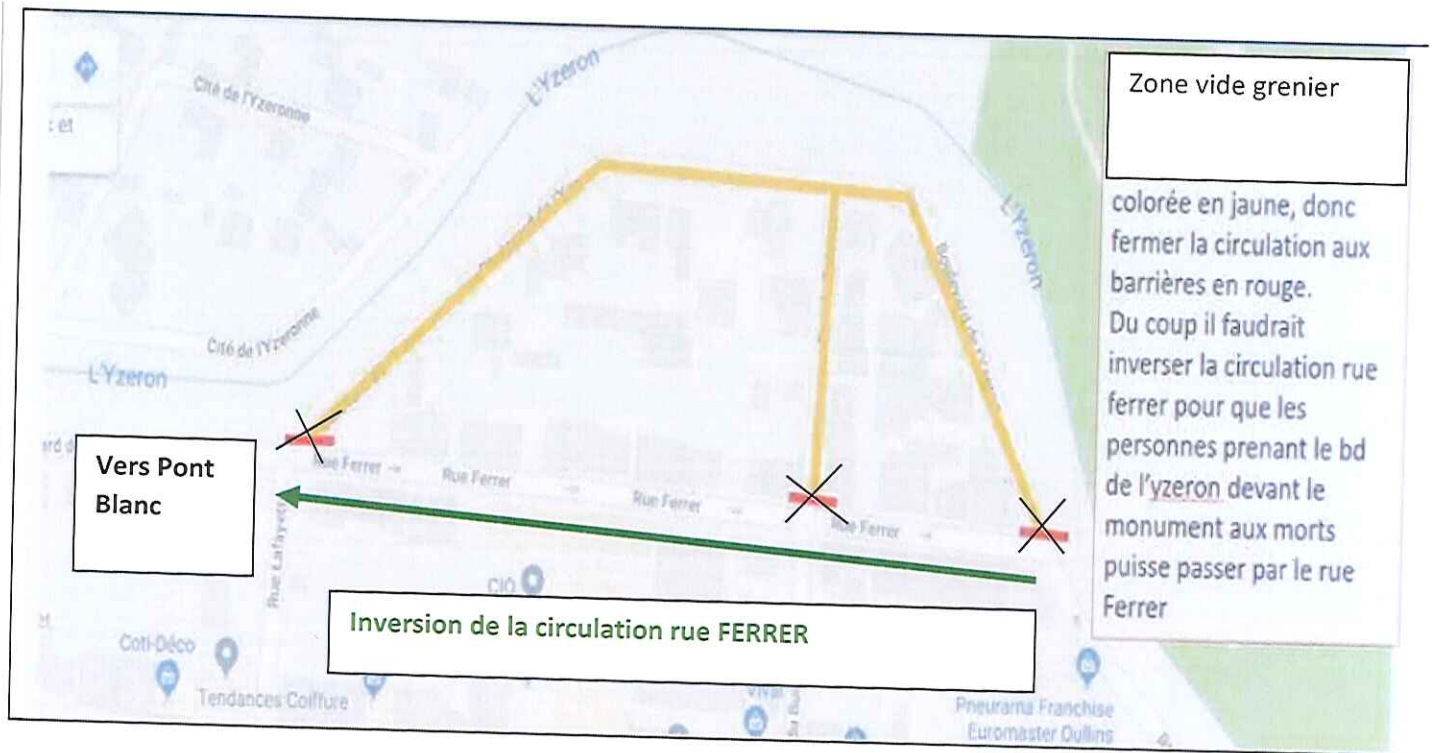 Cité de l'Yzeronne
L'Yzeron
: et
Zone vide grenier
colorée en jaune, donc
fermer la circulation aux
barrières en rouge.
Du coup il faudrait
inverser la circulation rue
ferrer pour que les
personnes prenant le bd
de l'yzeron devant le
monument aux morts
puisse passer par le rue
Ferrer
L'Yzeron
Cité de l'Yzeronne
L'Yzeron
Vers Pont
Blanc
Rue Ferrer →
Rue Ferrer
→
Rue Ferrer
→
Rue Ferrer
→
Rue Lafayette
CIO
Inversion de la circulation rue FERRER
Coti-Déco
Tendances Coiffure
Vival
Pneurama Franchise
Euromaster Oullins